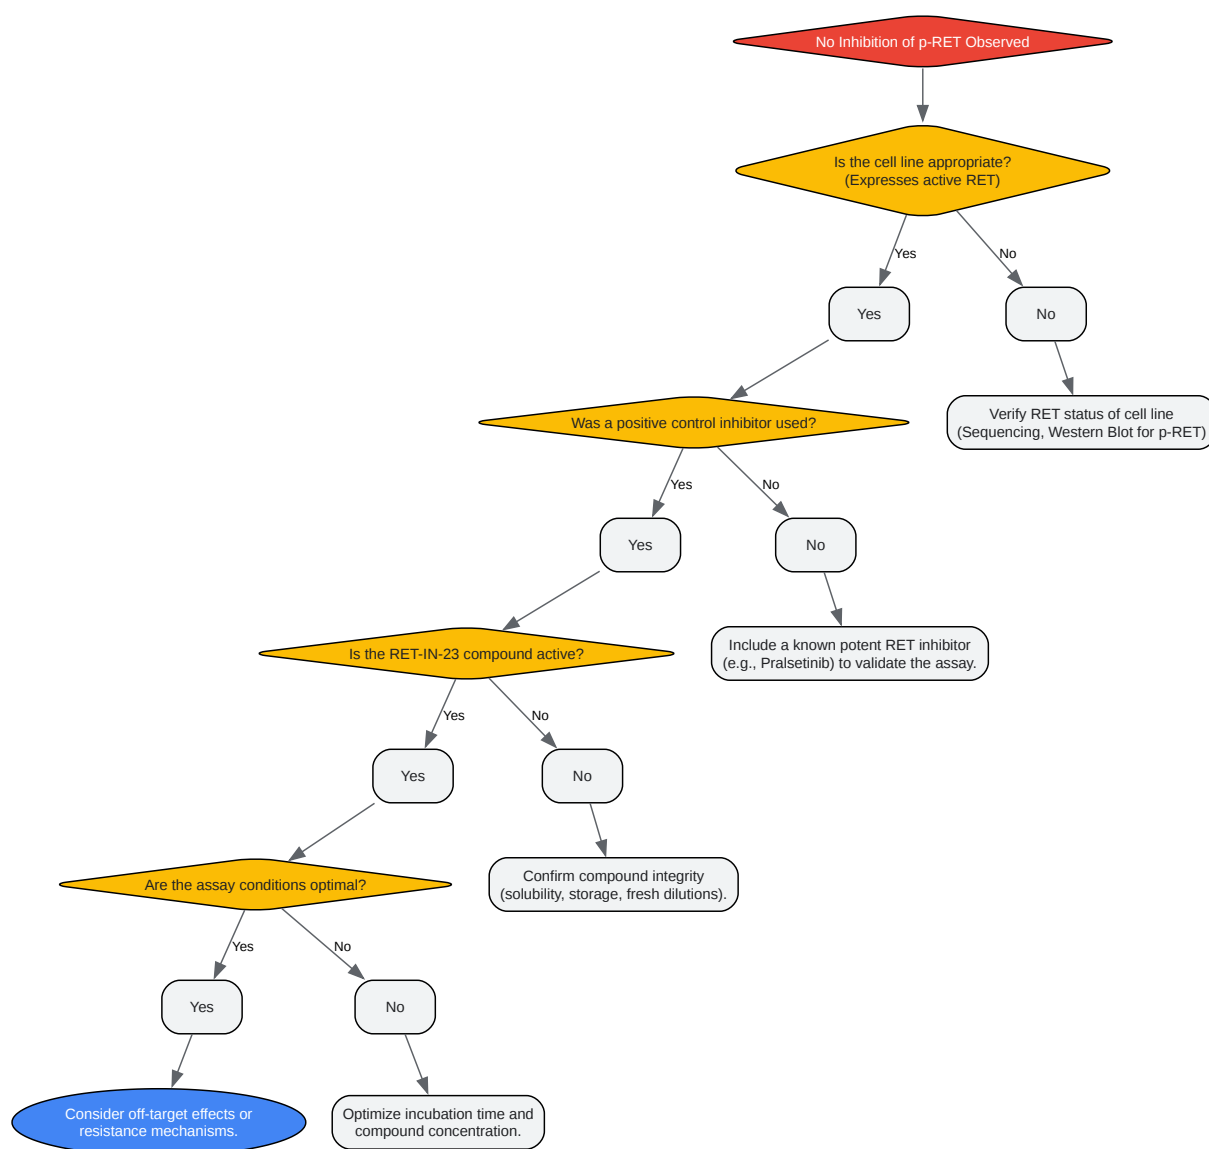 No Inhibition of p-RET Observed
Is the cell line appropriate?
(Expresses active RET)
Yes
No
Yes
No
Verify RET status of cell line
(Sequencing, Western Blot for p-RET)
Was a positive control inhibitor used?
Yes
No
Yes
No
Include a known potent RET inhibitor
(e.g., Pralsetinib) to validate the assay.
Is the RET-IN-23 compound active?
Yes
No
Yes
No
Confirm compound integrity
(solubility, storage, fresh dilutions).
Are the assay conditions optimal?
Yes
No
Yes
No
Consider off-target effects or
resistance mechanisms.
Optimize incubation time and
compound concentration.